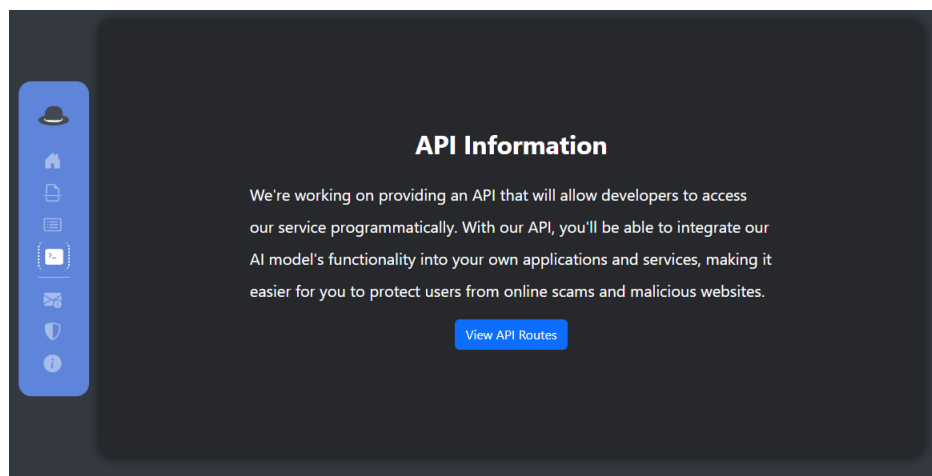 API Information
We're working on providing an API that will allow developers to access
our service programmatically. With our API, you'll be able to integrate our
AI model's functionality into your own applications and services, making it
easier for you to protect users from online scams and malicious websites.
View API Routes